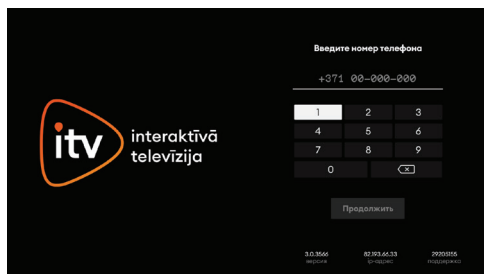 Введите номер телефона
+371 00-000-000
1 2 3
4 5 6
7 8 9
0
itv interaktīvā
televīzija
Продолжить
3.0.3566 82.193.66.33 29205155
версия ip-адрес поддержка